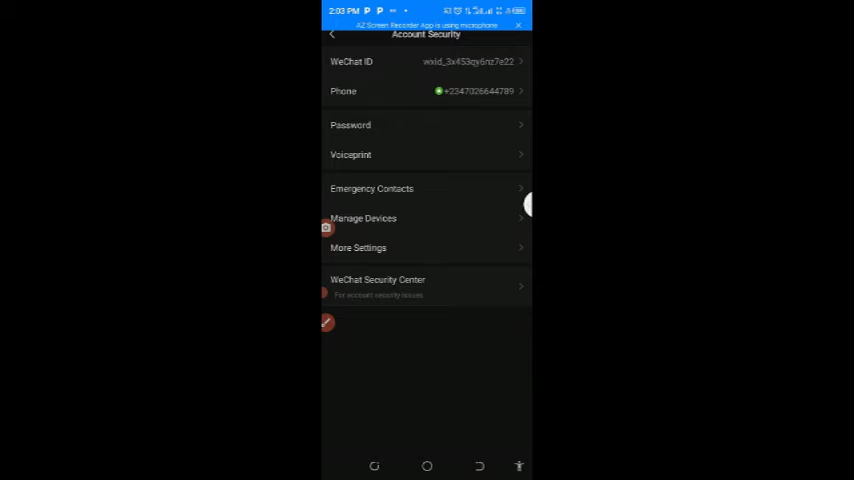 2:03 PM P P
AZ Screen Recorder App is using microphone
Account Security
WeChat ID wxid_3x453qy6nz7e22
Phone +2347026644789
Password
Voiceprint
Emergency Contacts
Manage Devices
More Settings
WeChat Security Center
For account security issues